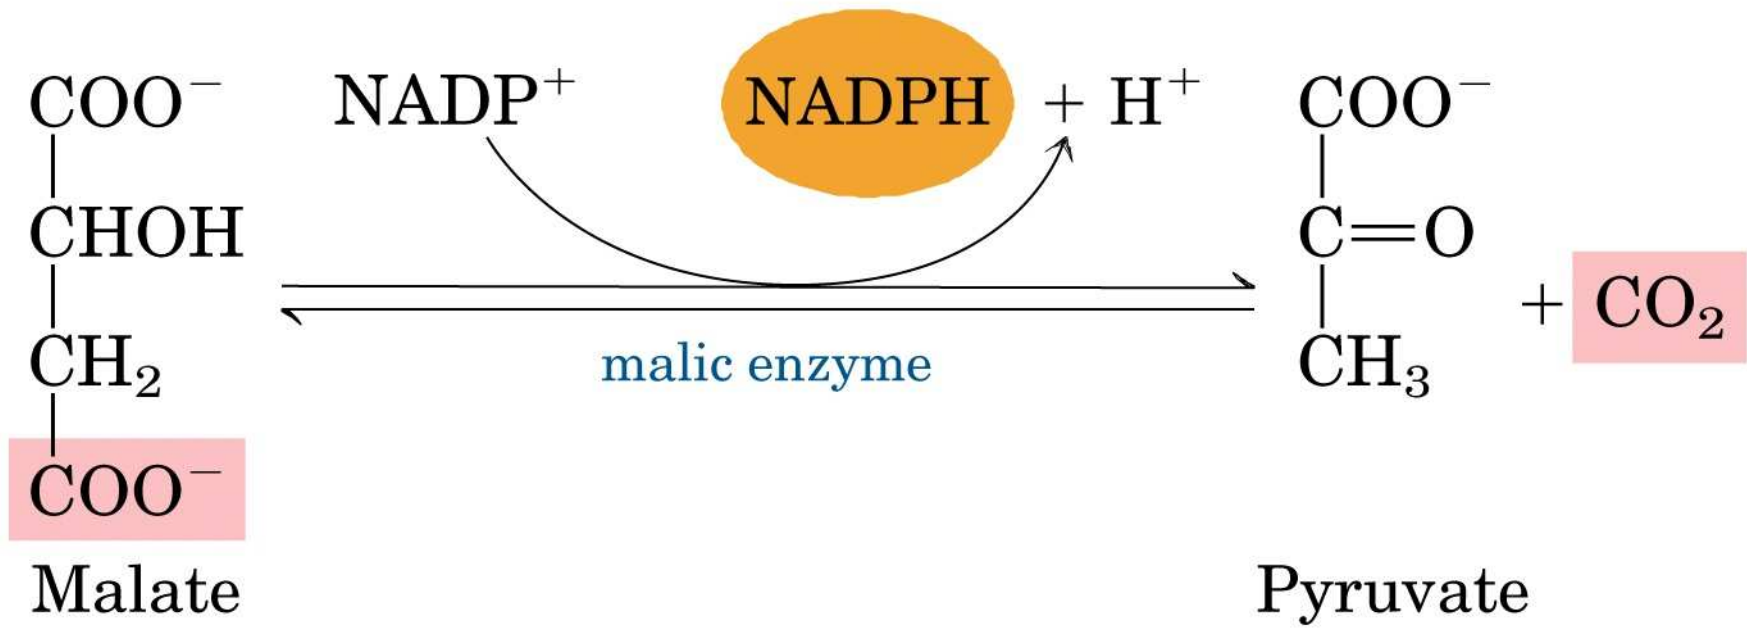 COO⁻
CHOH
CH₂
COO⁻
Malate
NADP⁺
NADPH + H⁺
malic enzyme
COO⁻
C=O
CH₃
+ CO₂
Pyruvate